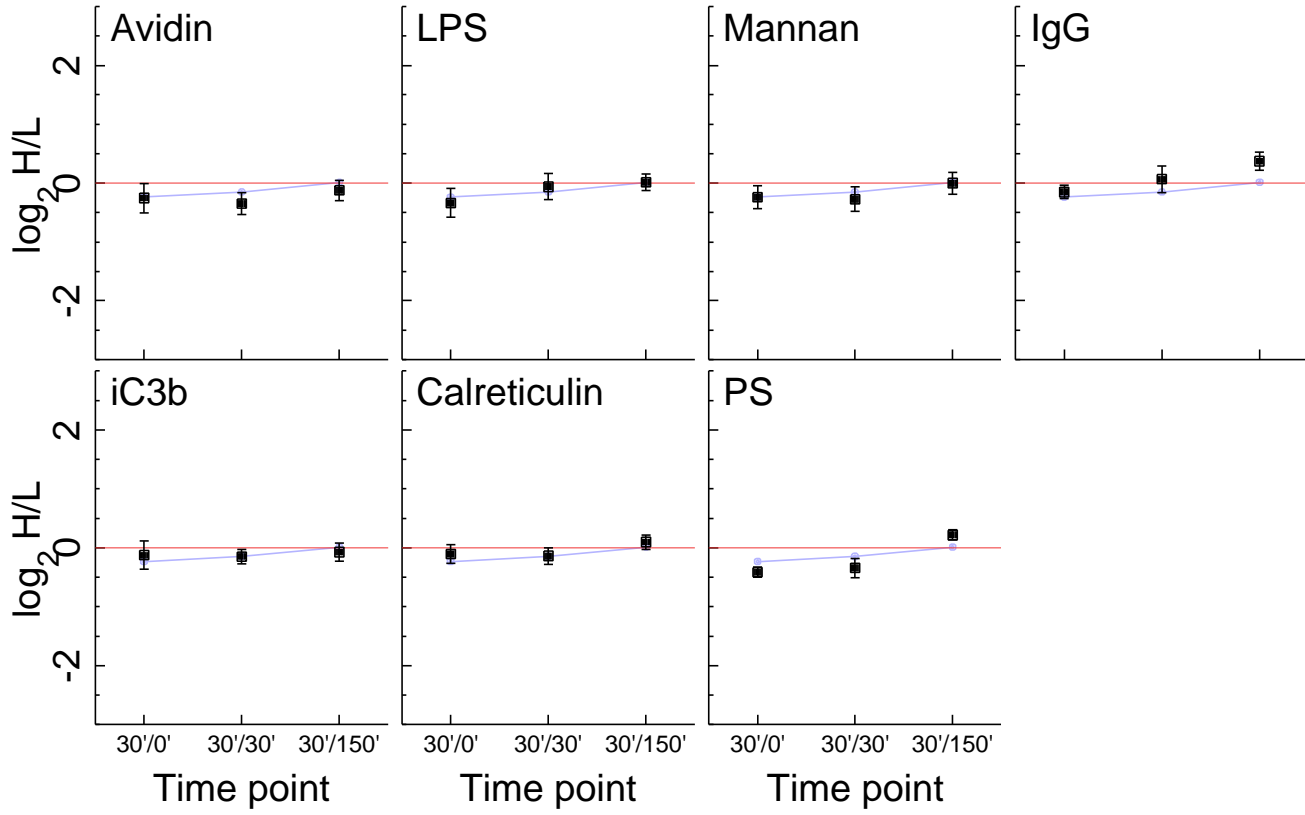 Avidin
LPS
Mannan
IgG
log2 H/L
2
0
-2
iC3b
Calreticulin
PS
log2 H/L
2
0
-2
30'/0' 30'/30' 30'/150'
30'/0' 30'/30' 30'/150'
30'/0' 30'/30' 30'/150'
Time point
Time point
Time point